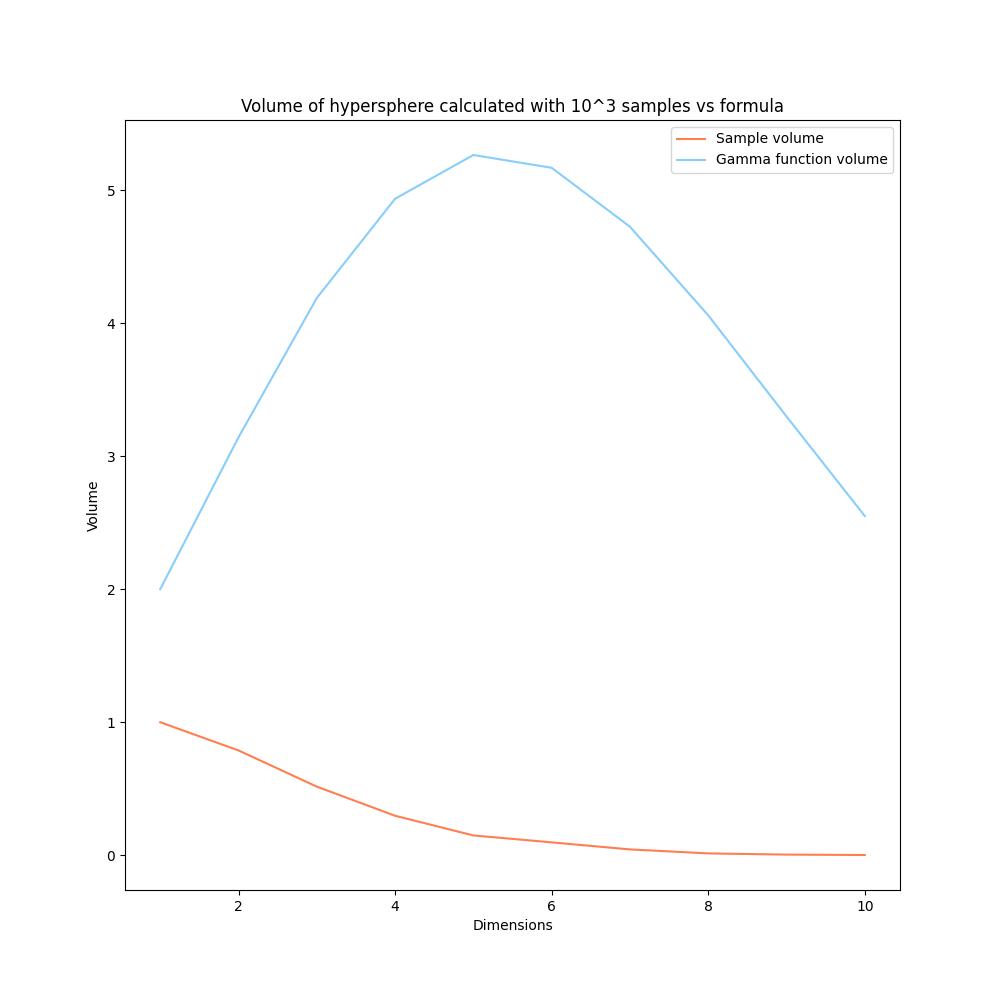 Volume of hypersphere calculated with 10^3 samples vs formula
Sample volume
Gamma function volume
5
4
3
2
1
0
Volume
2
4
6
8
10
Dimensions